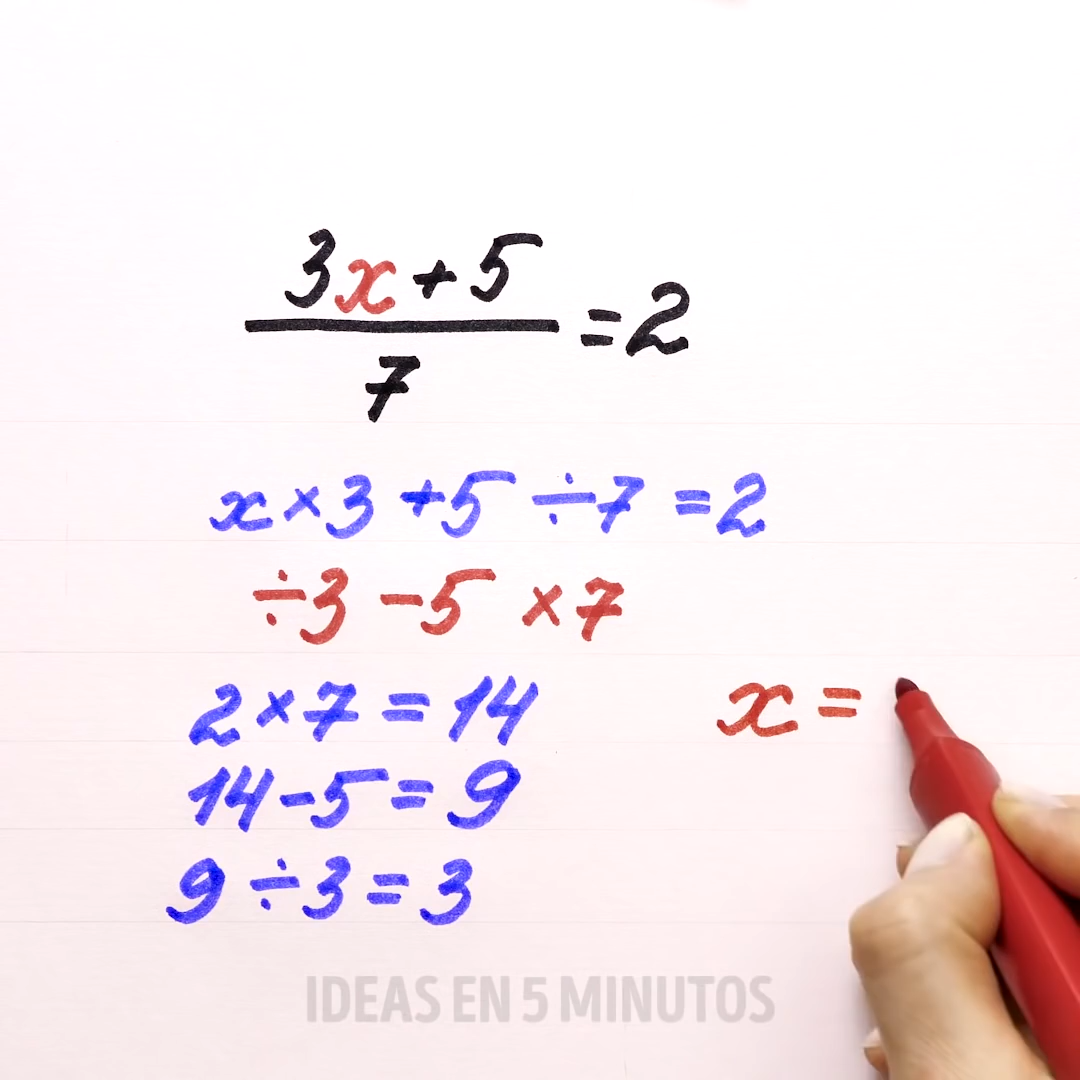 3x+5
=2
7
x×3 +5 ÷7 =2
÷3 -5 ×7
2×7=14
x=
14-5=9
9÷3=3
IDEAS EN 5 MINUTOS